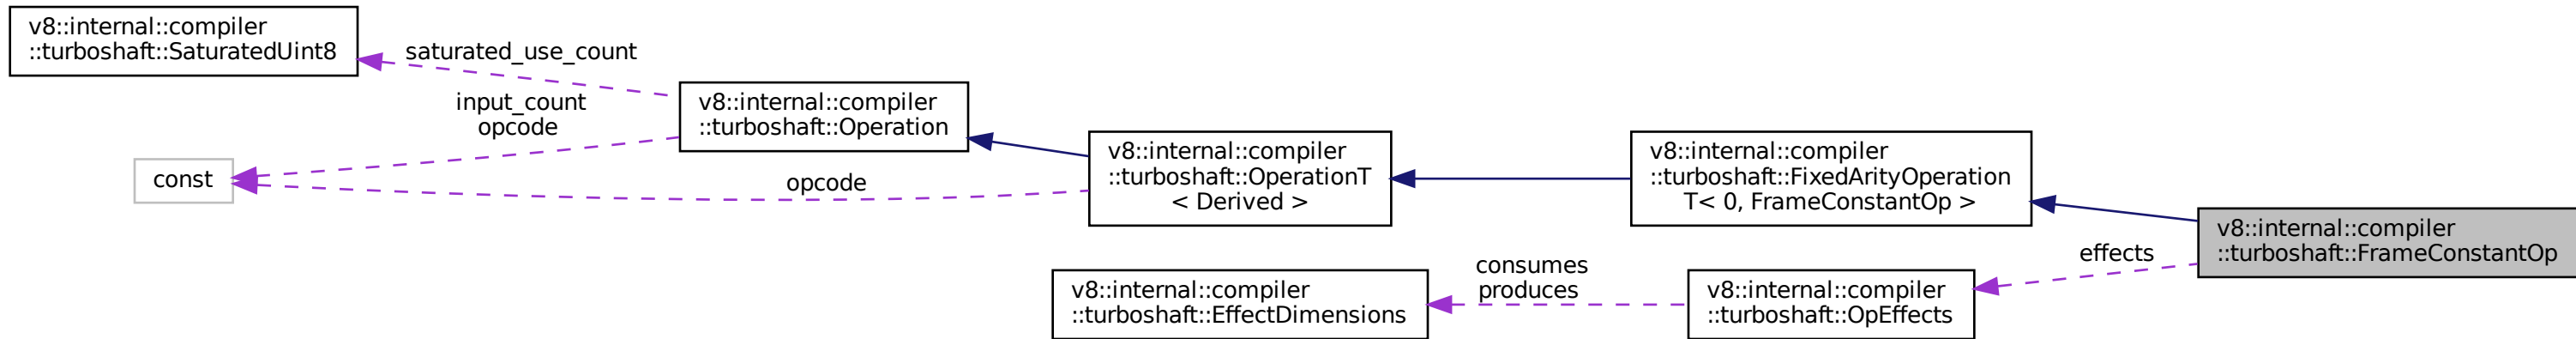 v8::internal::compiler
::turboshaft::SaturatedUint8
saturated_use_count
input_count
opcode
const
v8::internal::compiler
::turboshaft::Operation
opcode
v8::internal::compiler
::turboshaft::OperationT
< Derived >
v8::internal::compiler
::turboshaft::FixedArityOperation
T< 0, FrameConstantOp >
v8::internal::compiler
::turboshaft::EffectDimensions
consumes
produces
v8::internal::compiler
::turboshaft::OpEffects
effects
v8::internal::compiler
::turboshaft::FrameConstantOp